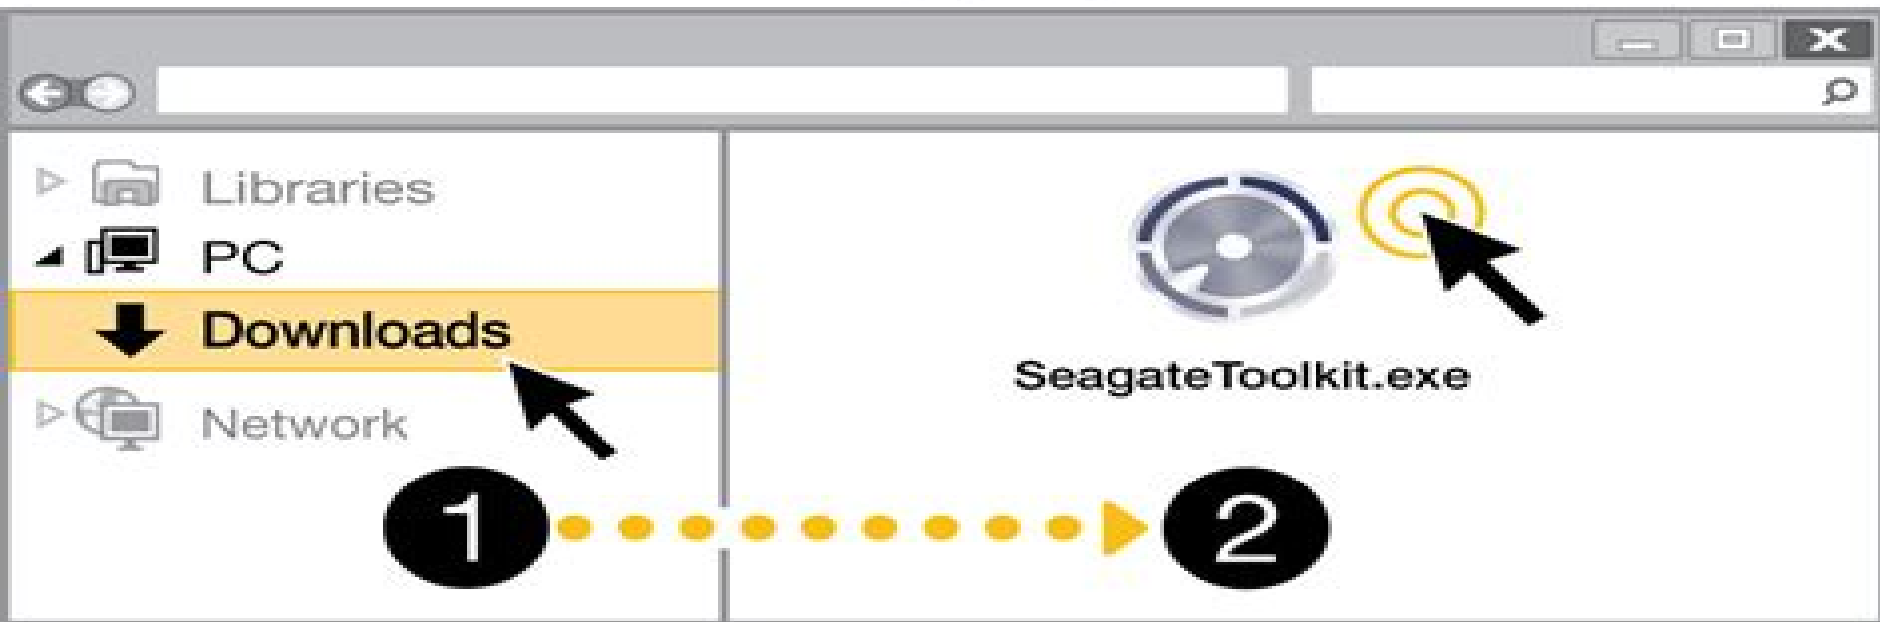 Libraries
PC
Downloads
Network
SeagateToolkit.exe
1
2